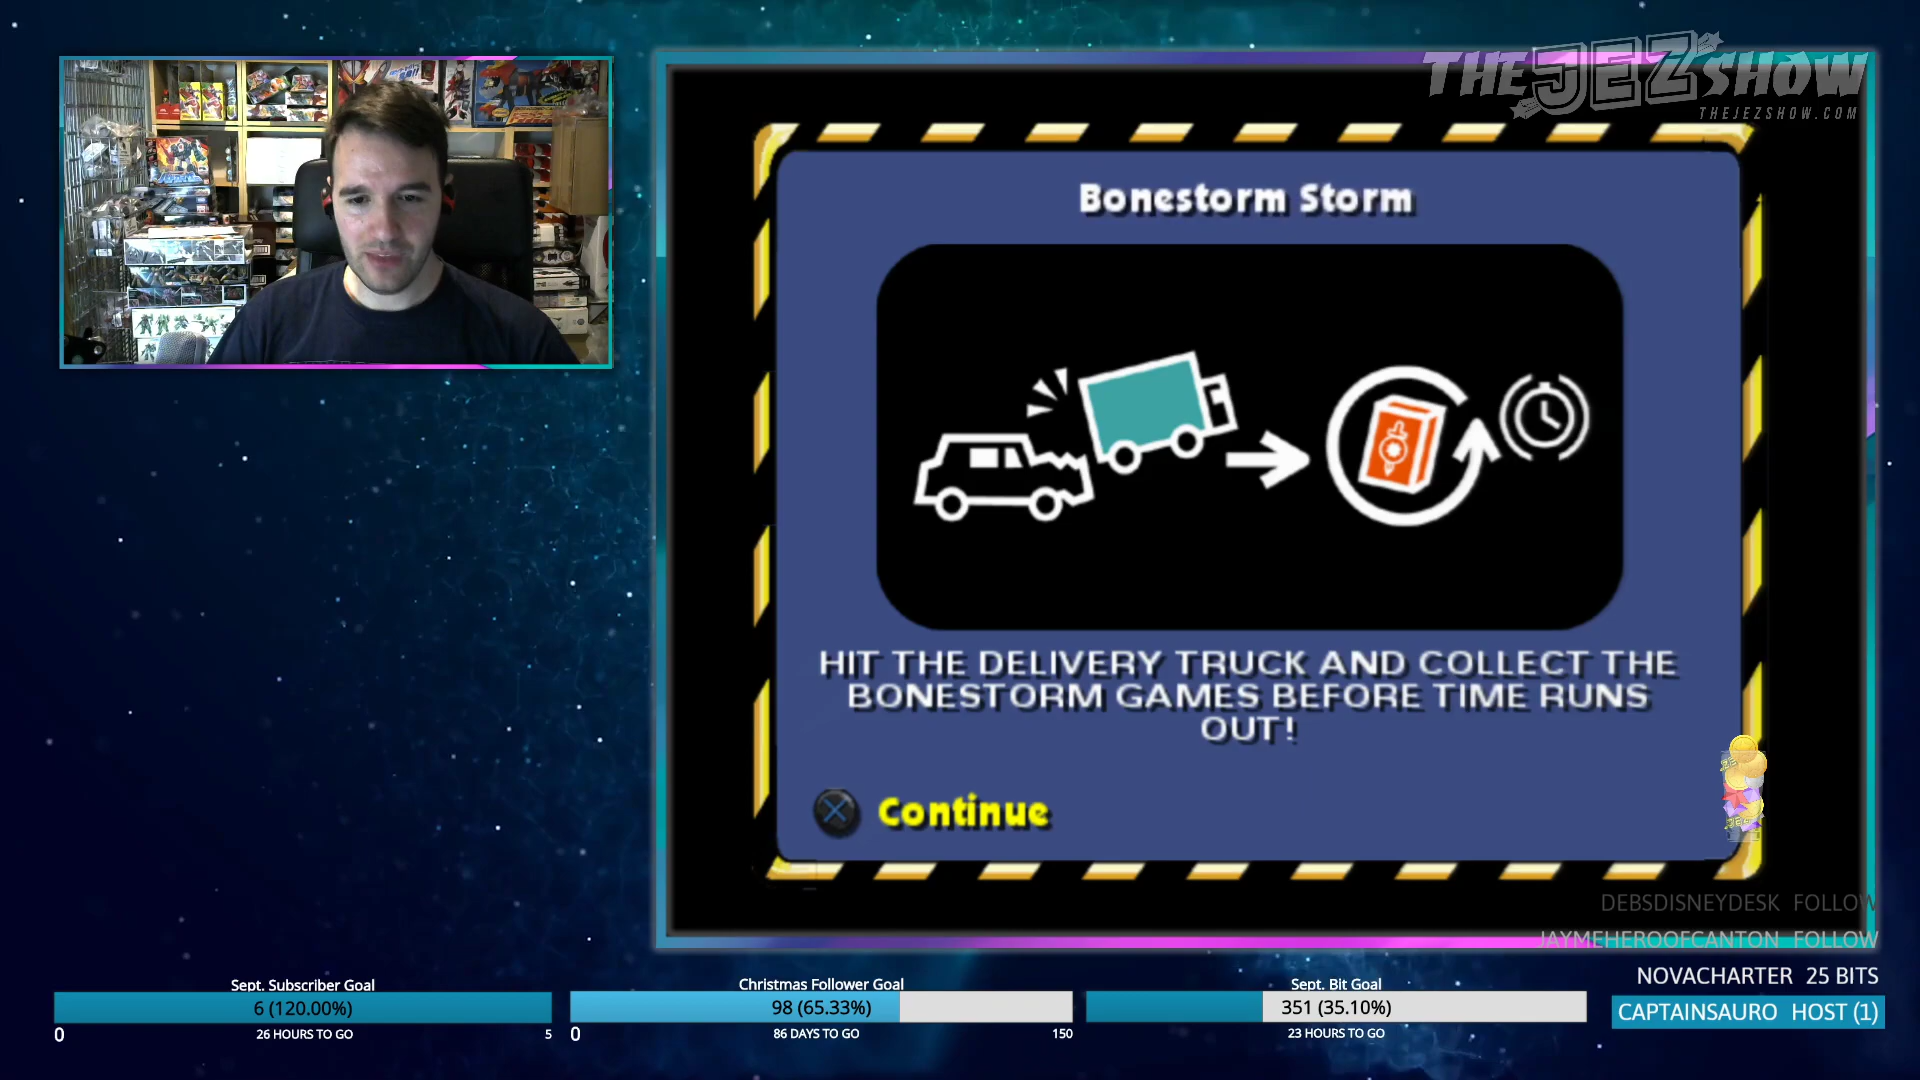 THE JEZ SHOW
THEJEZSHOW.COM
Bonestorm Storm
HIT THE DELIVERY TRUCK AND COLLECT THE
BONESTORM GAMES BEFORE TIME RUNS
OUT!
Continue
DEBSDISNEYDESK FOLLOW
JAYMEHEROOFCANTON FOLLOW
NOVACHARTER 25 BITS
CAPTAINSAURO HOST (1)
Sept. Subscriber Goal
6 (120.00%)
0 26 HOURS TO GO 5
Christmas Follower Goal
98 (65.33%)
0 86 DAYS TO GO 150
Sept. Bit Goal
351 (35.10%)
23 HOURS TO GO